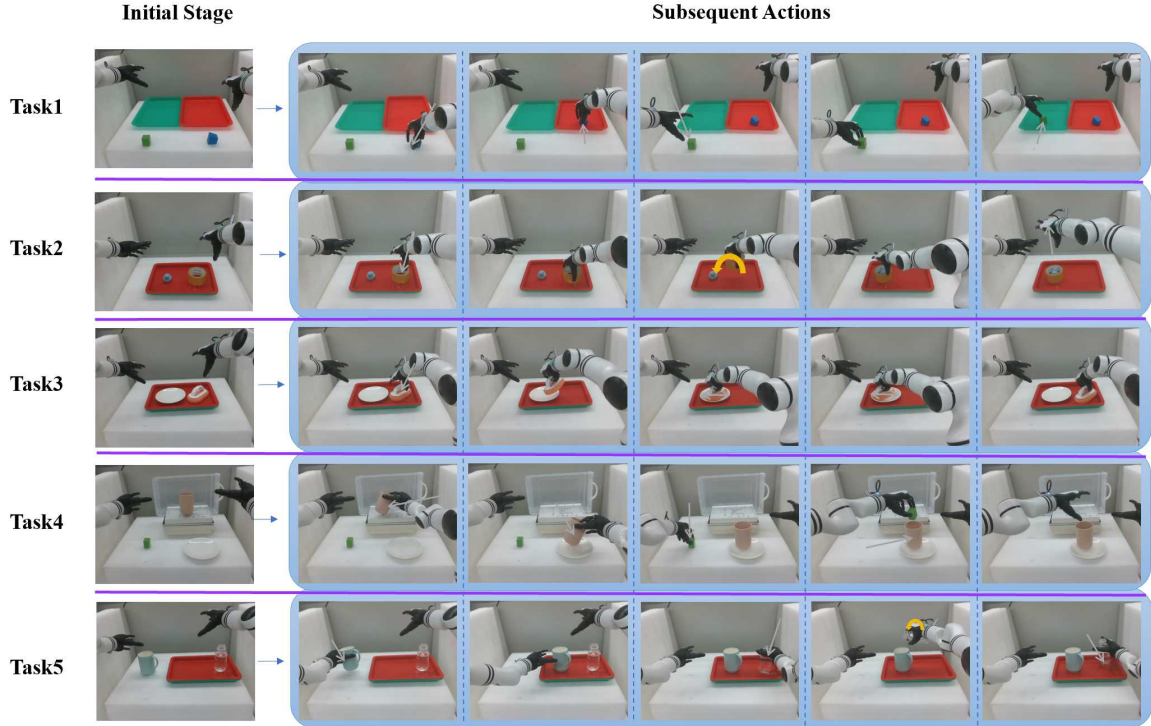 Initial Stage
Subsequent Actions
Task1
Task2
Task3
Task4
Task5